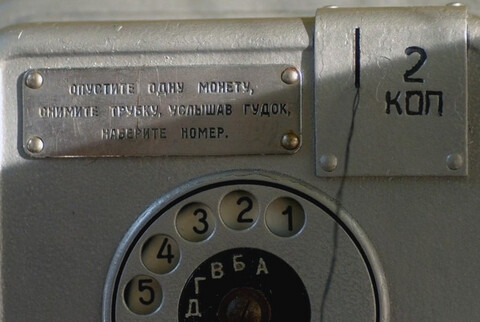 ОПУСТИТЕ ОДНУ МОНЕТУ,
СНИМИТЕ ТРУБКУ, УСЛЫШАВ ГУДОК,
НАБЕРИТЕ НОМЕР.
2
КОП
1
2
3
4
5
А
Б
В
Г
Д